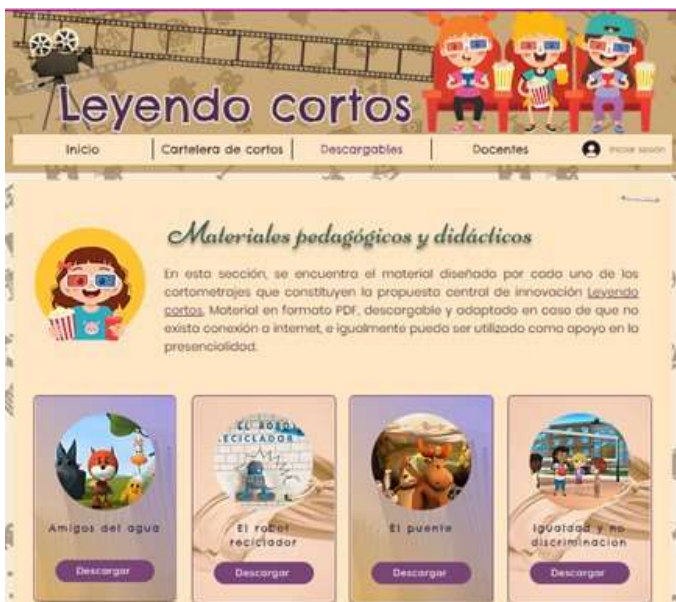 Leyendo cortos
Inicio
Cartelera de cortos
Descargables
Docentes
Iniciar sesión
Materiales pedagógicos y didácticos
En esta sección, se encuentra el material diseñado por cada uno de los
cortometrajes que constituyen la propuesta central de innovación Leyendo
cortos. Material en formato PDF, descargable y adaptado en caso de que no
exista conexión a internet, e igualmente pueda ser utilizado como apoyo en la
presencialidad.
Amigos del agua
Descargar
EL ROBOT
RECICLADOR
El robot
reciclador
Descargar
El puente
Descargar
Igualdad y no
discriminacion
Descargar